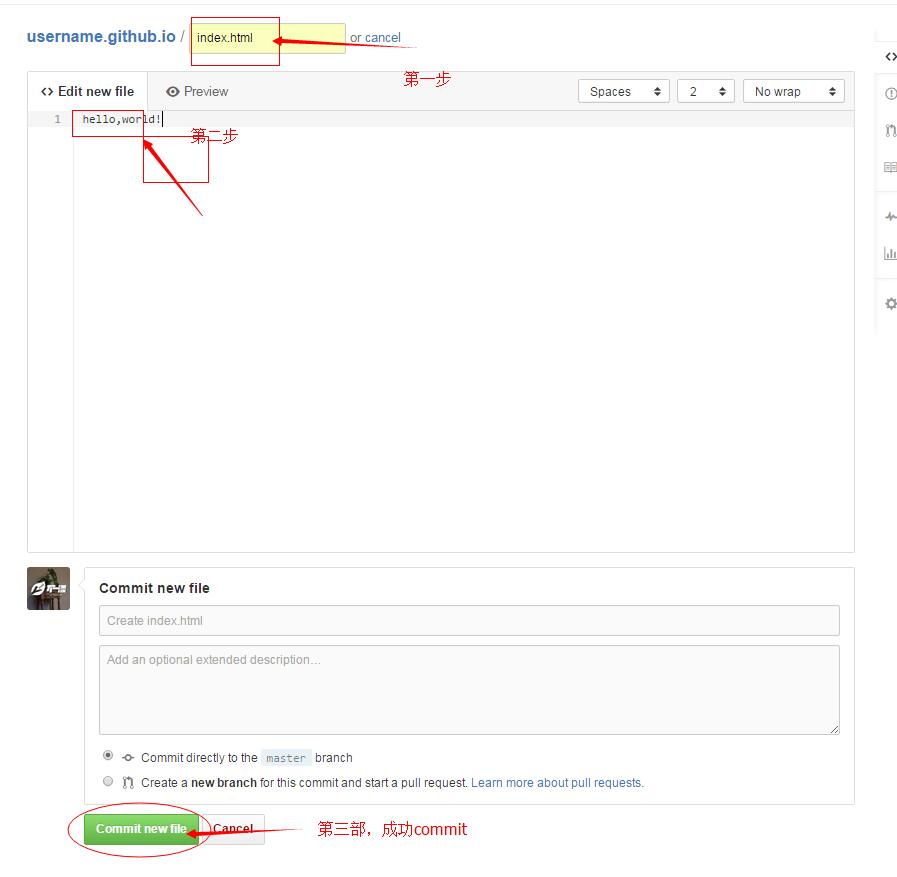 username.github.io / index.html or cancel
第一步
<> Edit new file Preview Spaces 2 No wrap
1 hello,world!
第二步
Commit new file
Create index.html
Add an optional extended description…
Commit directly to the master branch
Create a new branch for this commit and start a pull request. Learn more about pull requests.
Commit new file Cancel 第三部，成功commit